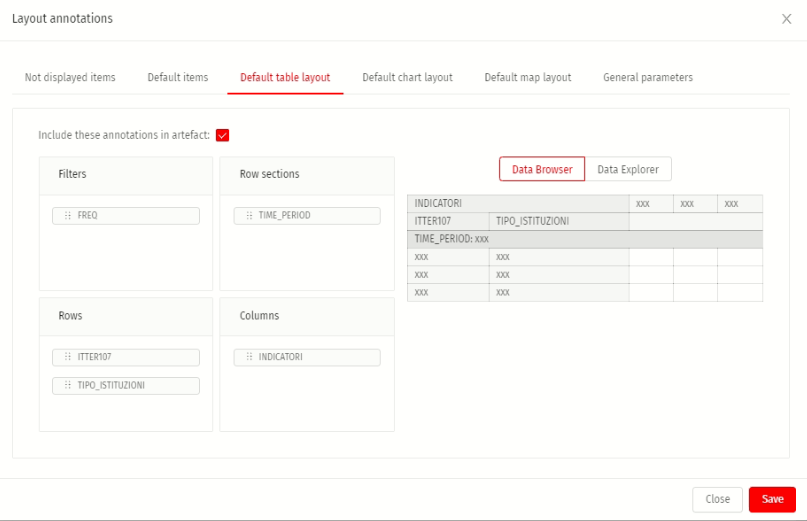 Layout annotations
Not displayed items
Default items
Default table layout
Default chart layout
Default map layout
General parameters
Include these annotations in artefact:
Filters
FREQ
Row sections
TIME_PERIOD
Rows
ITTER107
TIPO_ISTITUZIONI
Columns
INDICATORI
Data Browser
Data Explorer
INDICATORI xxx xxx xxx
ITTER107 TIPO_ISTITUZIONI
TIME_PERIOD: xxx
xxx xxx
xxx xxx
xxx xxx
Close
Save